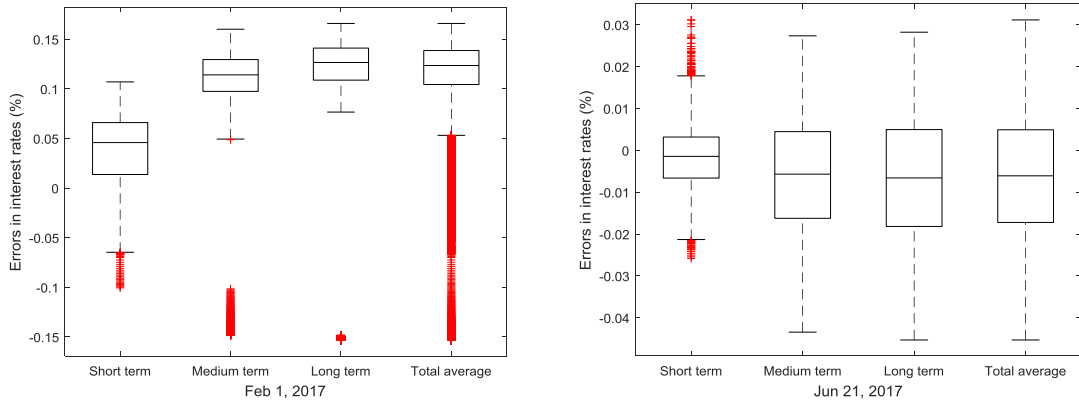 Errors in interest rates (%)
0.15
0.1
0.05
0
-0.05
-0.1
-0.15
Short term Medium term Long term Total average
Feb 1, 2017
Errors in interest rates (%)
0.03
0.02
0.01
0
-0.01
-0.02
-0.03
-0.04
Short term Medium term Long term Total average
Jun 21, 2017